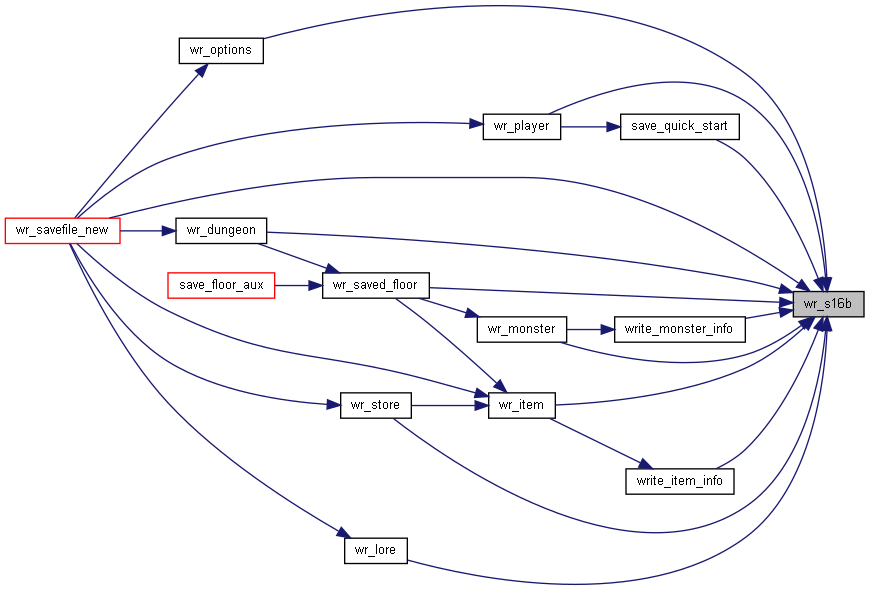 wr_options
wr_player
save_quick_start
wr_savefile_new
wr_dungeon
save_floor_aux
wr_saved_floor
wr_s16b
wr_monster
write_monster_info
wr_store
wr_item
write_item_info
wr_lore